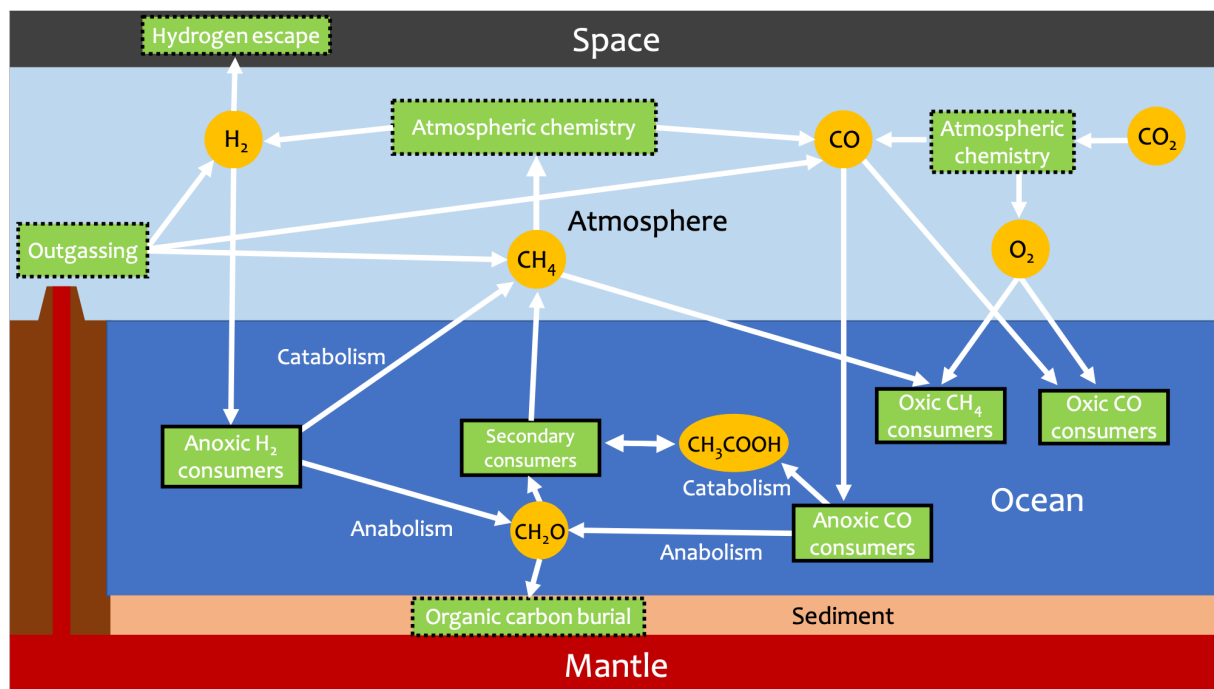 Hydrogen escape
Space
H₂
Atmospheric chemistry
CO
Atmospheric
chemistry
CO₂
Outgassing
Atmosphere
CH₄
O₂
Catabolism
Anoxic H₂
consumers
Secondary
consumers
CH₃COOH
Oxic CH₄
consumers
Oxic CO
consumers
Catabolism
Ocean
Anabolism
CH₂O
Anabolism
Anoxic CO
consumers
Organic carbon burial
Sediment
Mantle